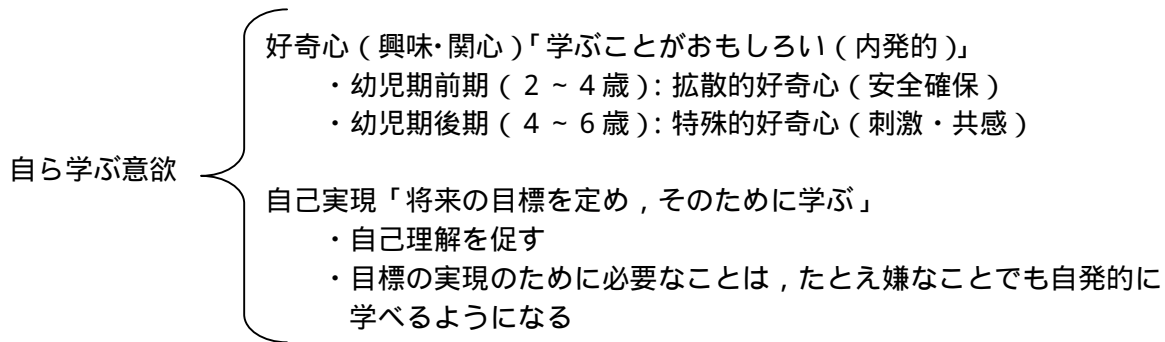 好奇心(興味・関心)「学ぶことがおもしろい(内発的)」
・幼児期前期(2~4歳):拡散的好奇心(安全確保)
・幼児期後期(4~6歳):特殊的好奇心(刺激・共感)
自ら学ぶ意欲
自己実現「将来の目標を定め,そのために学ぶ」
・自己理解を促す
・目標の実現のために必要なことは,たとえ嫌なことでも自発的に
学べるようになる